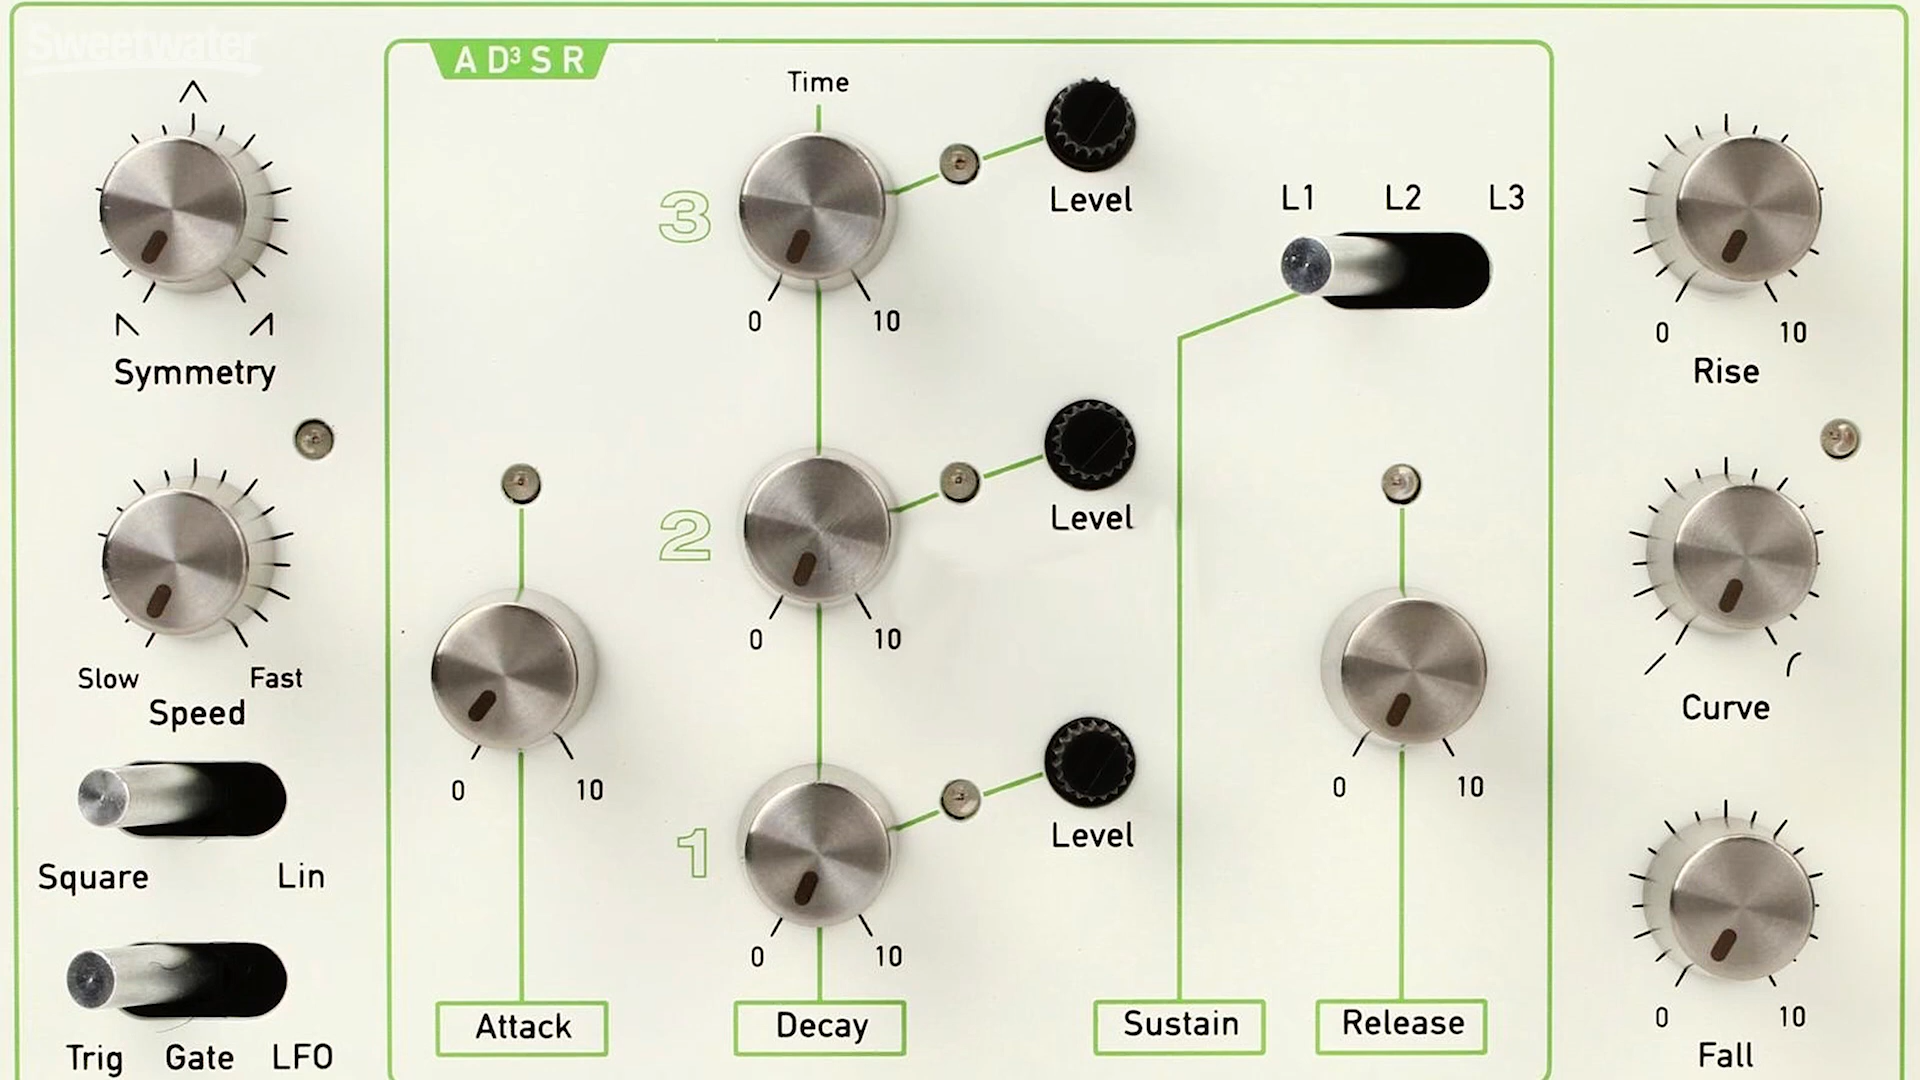 Sweetwater
AD³SR
Time
3
Level
0 10
L1 L2 L3
0 10
Symmetry
Rise
2
Level
0 10
Slow Fast
Speed
Curve
0 10
1
Level
0 10
Square Lin
0 10
0 10
Trig Gate LFO
Attack
Decay
Sustain
Release
Fall